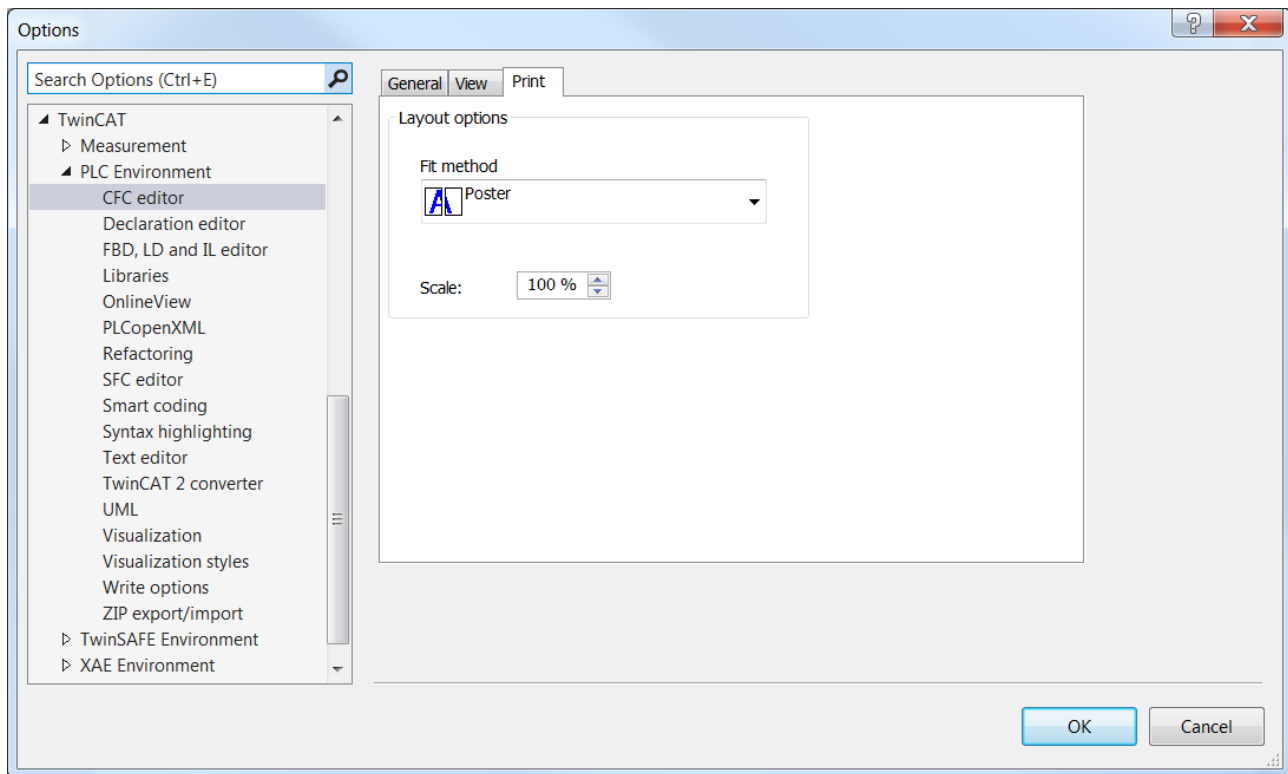 Options
Search Options (Ctrl+E)
TwinCAT
Measurement
PLC Environment
CFC editor
Declaration editor
FBD, LD and IL editor
Libraries
OnlineView
PLCopenXML
Refactoring
SFC editor
Smart coding
Syntax highlighting
Text editor
TwinCAT 2 converter
UML
Visualization
Visualization styles
Write options
ZIP export/import
TwinSAFE Environment
XAE Environment
General View Print
Layout options
Fit method
A Poster
Scale: 100 %
OK Cancel